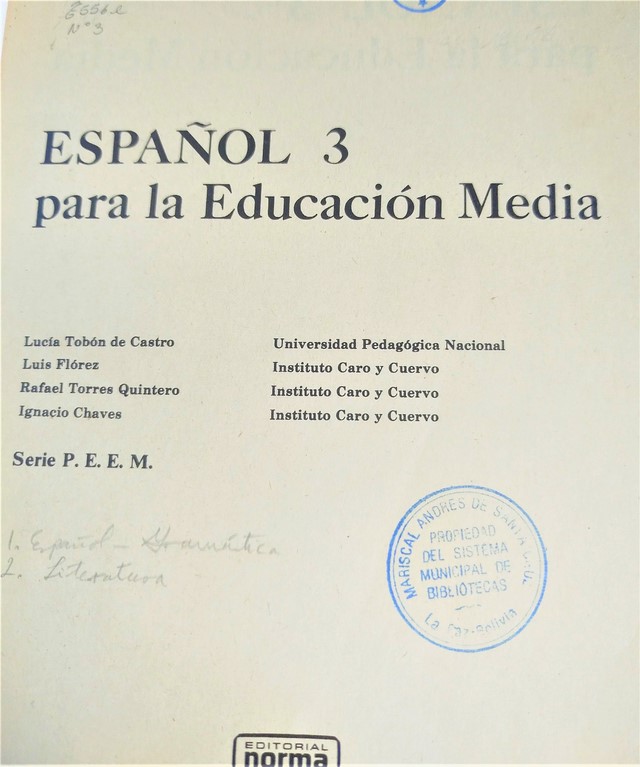 N° 3
ESPAÑOL 3
para la Educación Media
Lucía Tobón de Castro Universidad Pedagógica Nacional
Luis Flórez Instituto Caro y Cuervo
Rafael Torres Quintero Instituto Caro y Cuervo
Ignacio Chaves Instituto Caro y Cuervo
Serie P. E. E. M.
1. Español - Gramática
2. Literatura
MARISCAL ANDRES DE SANTA CRUZ
PROPIEDAD
DEL SISTEMA
MUNICIPAL DE
BIBLIOTECAS
La Paz-Bolivia
EDITORIAL
norma